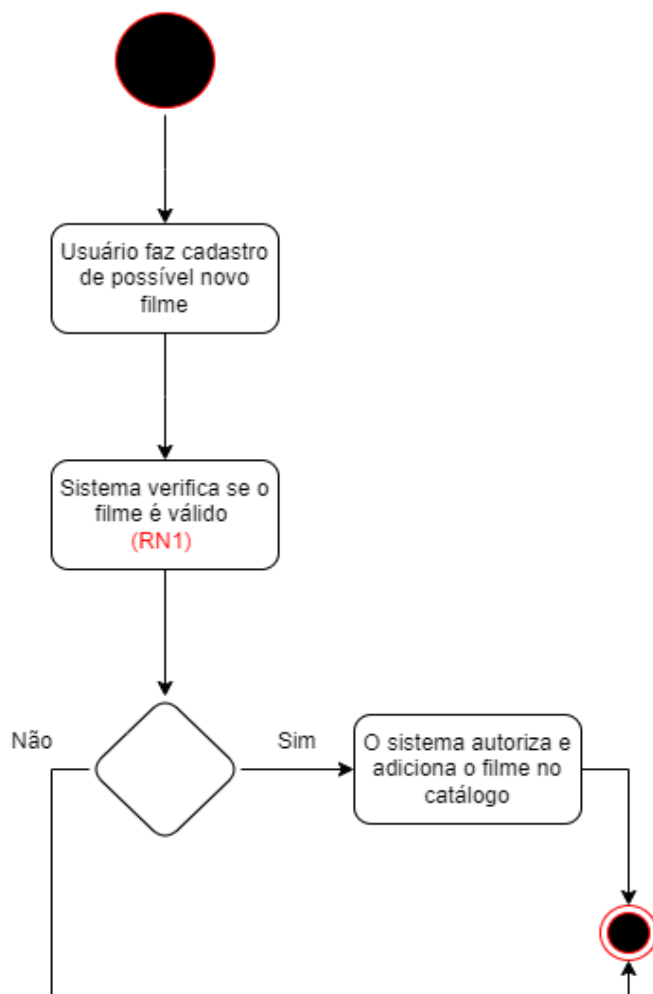 Usuário faz cadastro
de possível novo
filme
Sistema verifica se o
filme é válido
(RN1)
Não
Sim
O sistema autoriza e
adiciona o filme no
catálogo